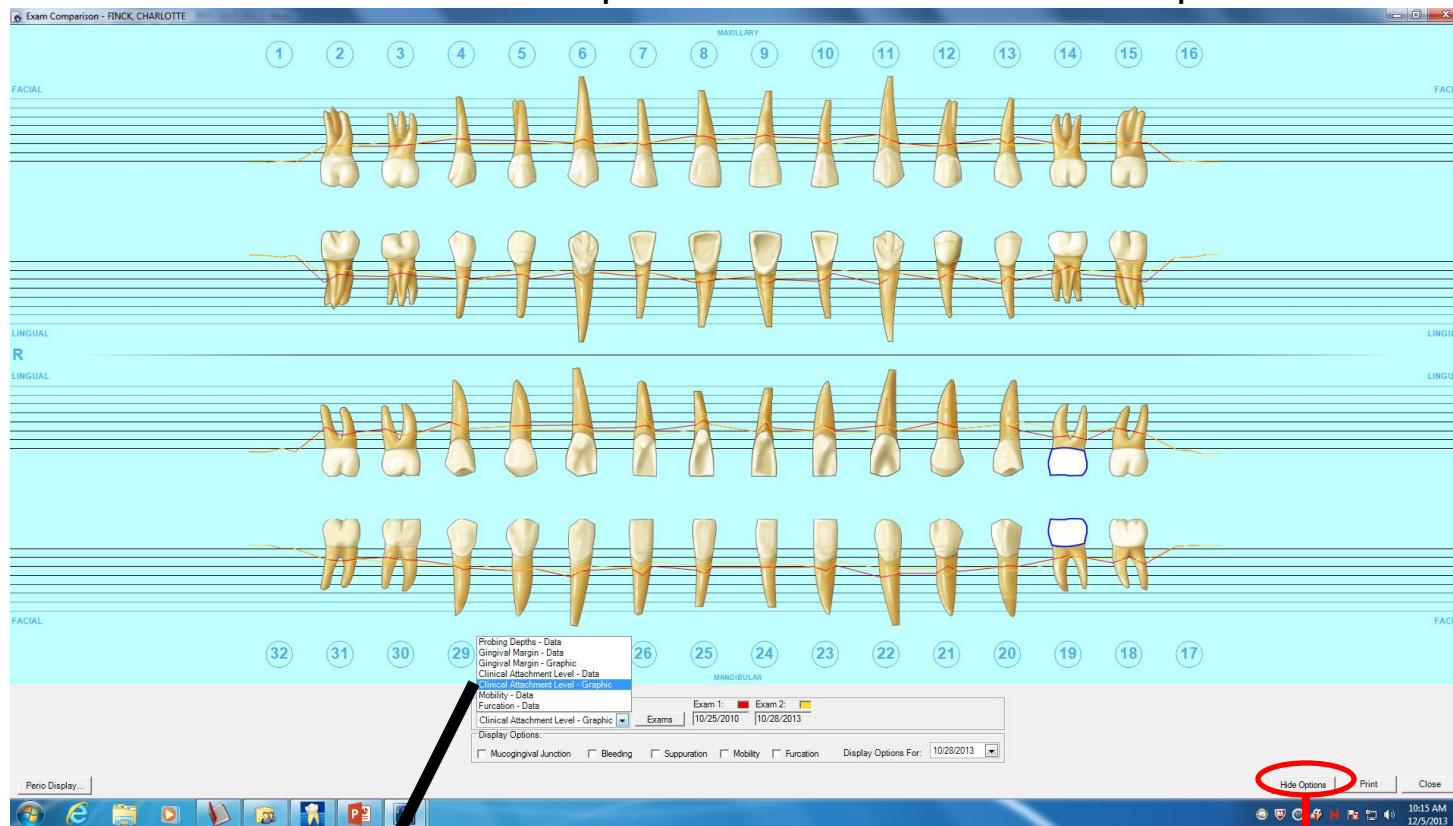 Exam Comparison - FINCK, CHARLOTTE
MAXILLARY
1 2 3 4 5 6 7 8 9 10 11 12 13 14 15 16
FACIAL FACI
LINGUAL LINGU
R
LINGUAL LINGU
FACIAL FACI
32 31 30 29 26 25 24 23 22 21 20 19 18 17
MANDIBULAR
Probing Depths - Data
Gingival Margin - Data
Gingival Margin - Graphic
Clinical Attachment Level - Data
Clinical Attachment Level - Graphic
Mobility - Data
Furcation - Data
Exam 1: Exam 2:
Clinical Attachment Level - Graphic Exams 10/25/2010 10/28/2013
Display Options:
Mucogingival Junction Bleeding Suppuration Mobility Furcation Display Options For: 10/28/2013
Perio Display... Hide Options Print Close
10:15 AM
12/5/2013